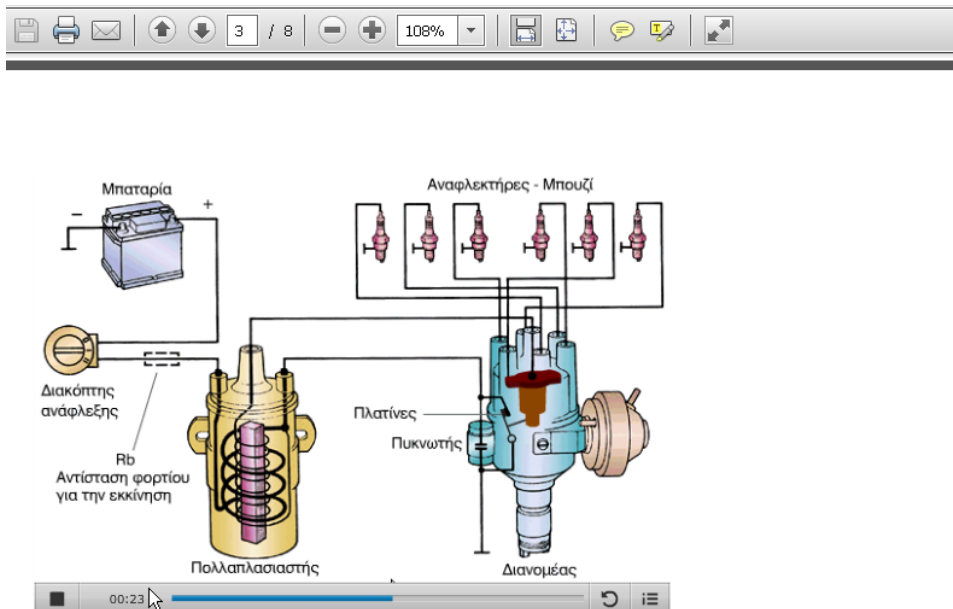 3 / 8
108%
Μπαταρία
Αναφλεκτήρες - Μπουζί
−
+
Διακόπτης
ανάφλεξης
Πλατίνες
Πυκνωτής
Rb
Αντίσταση φορτίου
για την εκκίνηση
Πολλαπλασιαστής
Διανομέας
00:23